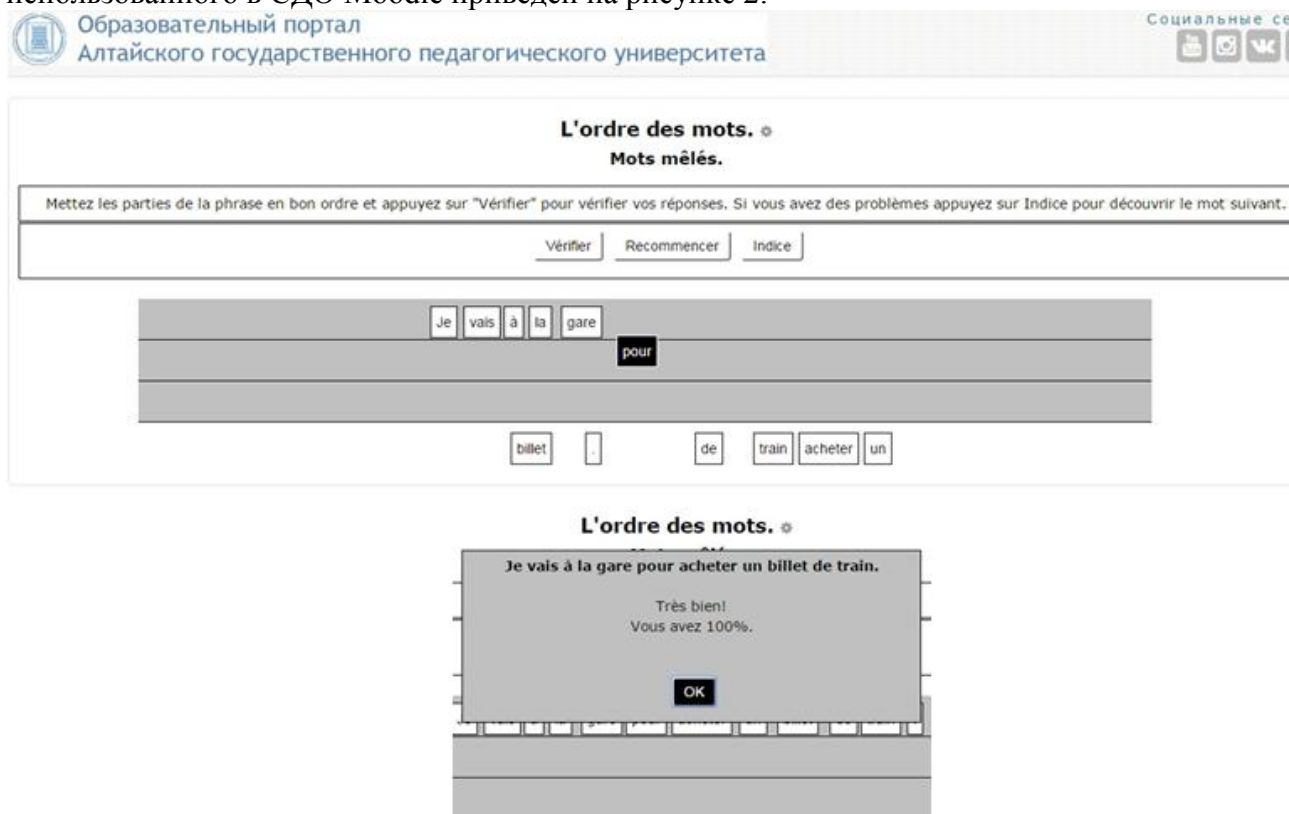 использованного в СДО Moodle приведен на рисунке 2.
Образовательный портал
Алтайского государственного педагогического университета
Социальные се
L'ordre des mots.
Mots mêlés.
Mettez les parties de la phrase en bon ordre et appuyez sur "Vérifier" pour vérifier vos réponses. Si vous avez des problèmes appuyez sur Indice pour découvrir le mot suivant.
Vérifier Recommencer Indice
Je vais à la gare
pour
billet . de train acheter un
L'ordre des mots.
Je vais à la gare pour acheter un billet de train.
Très bien!
Vous avez 100%.
OK